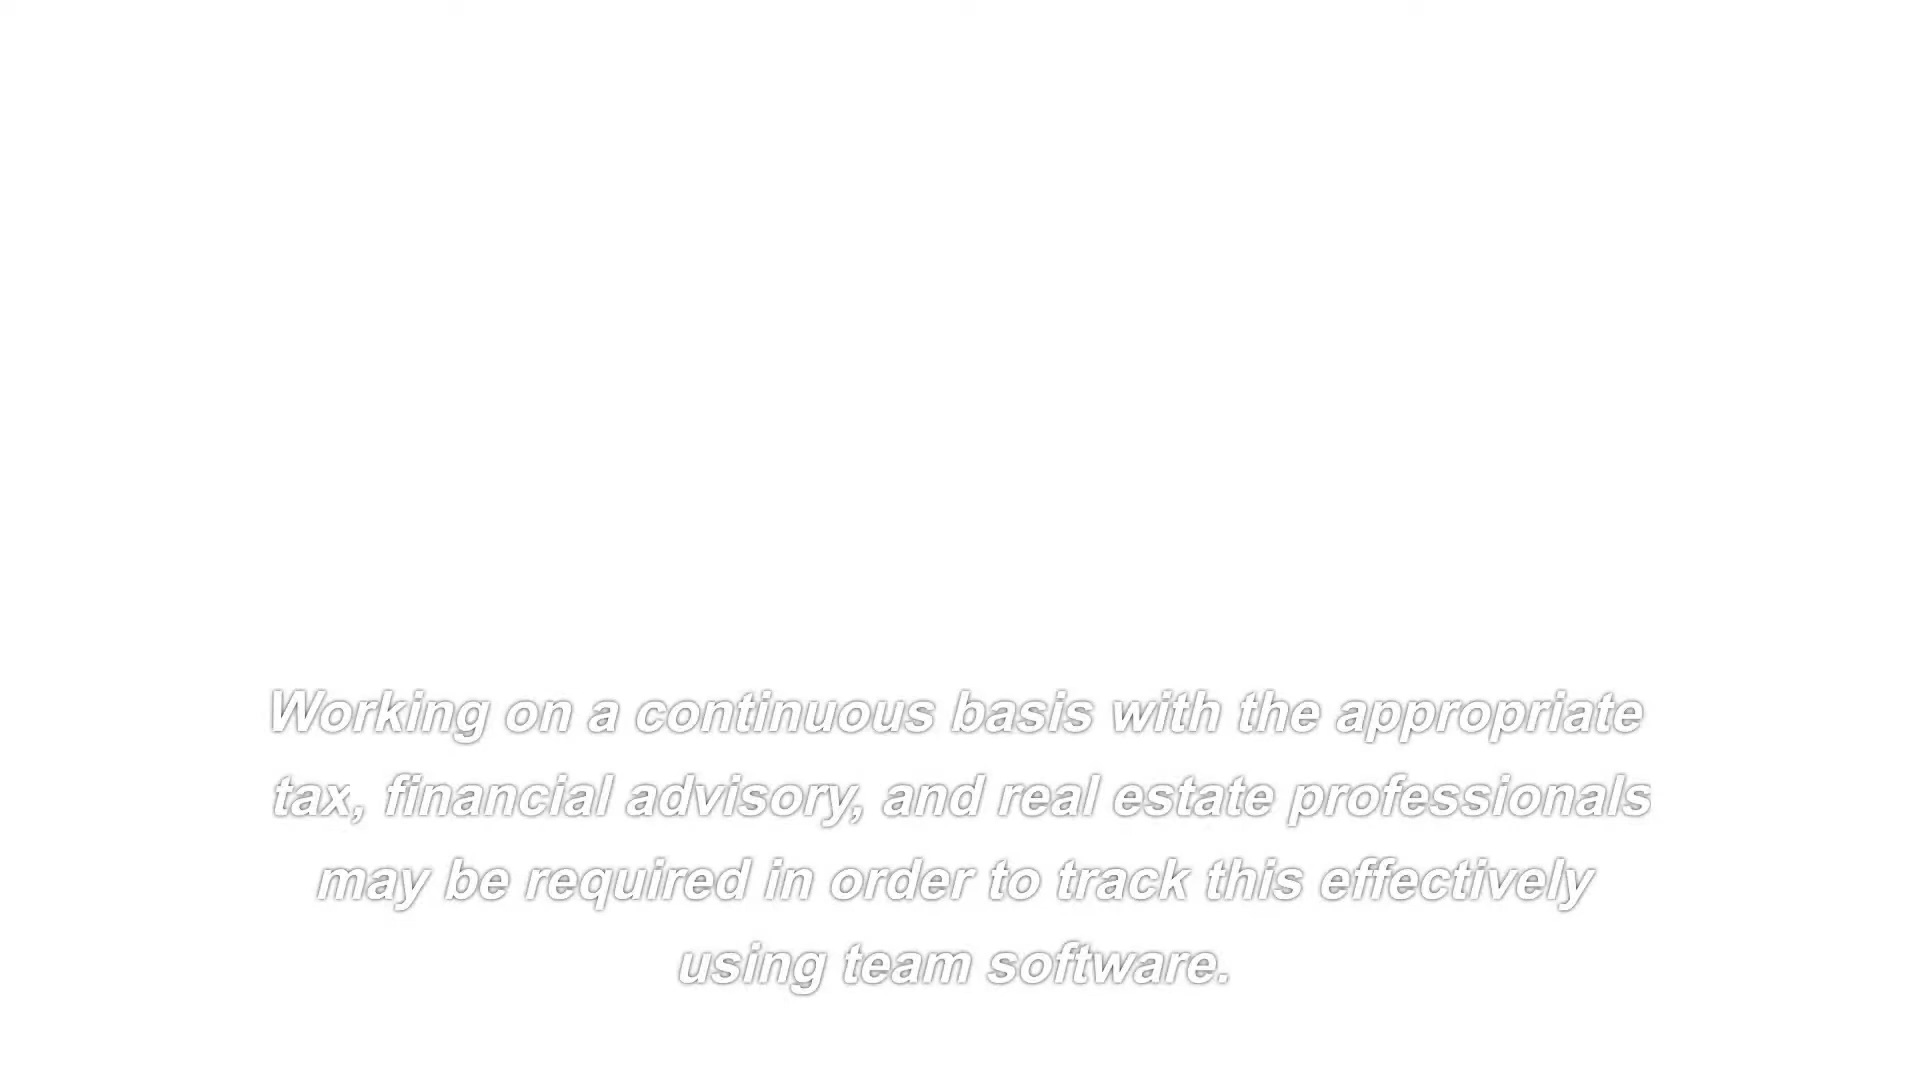 Working on a continuous basis with the appropriate
tax, financial advisory, and real estate professionals
may be required in order to track this effectively
using team software.